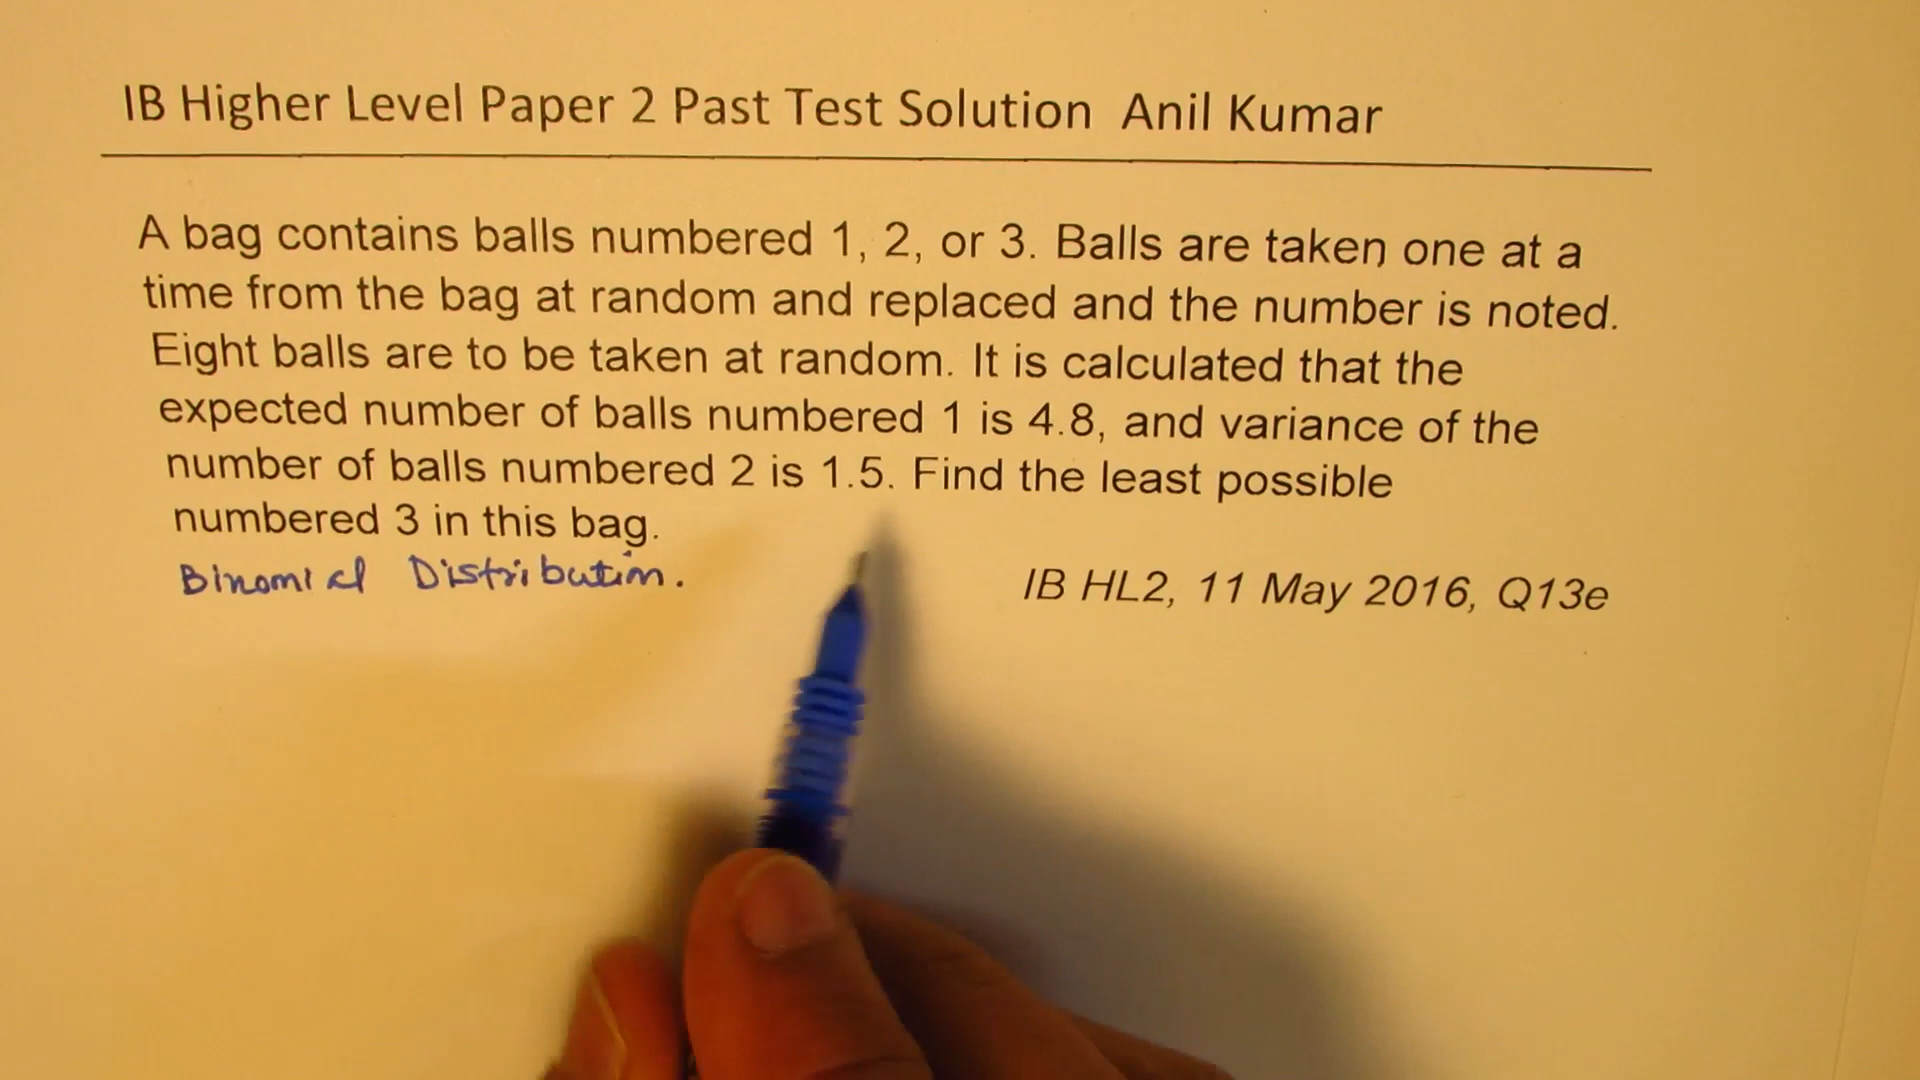 IB Higher Level Paper 2 Past Test Solution Anil Kumar
A bag contains balls numbered 1, 2, or 3. Balls are taken one at a
time from the bag at random and replaced and the number is noted.
Eight balls are to be taken at random. It is calculated that the
expected number of balls numbered 1 is 4.8, and variance of the
number of balls numbered 2 is 1.5. Find the least possible
numbered 3 in this bag.
Binomial Distribution.
IB HL2, 11 May 2016, Q13e